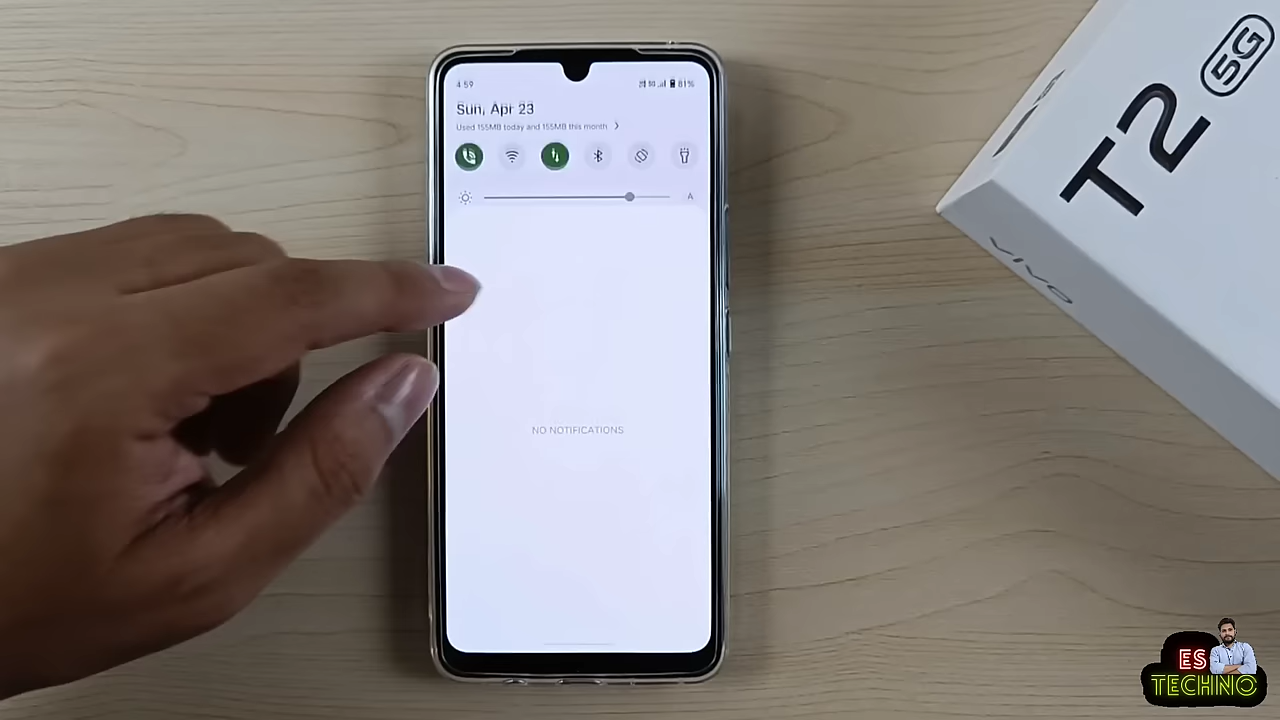 4:59
5G 81%
Sun, Apr 23
Used 155MB today and 155MB this month
A
NO NOTIFICATIONS
T2 5G
vivo
ES
TECHNO